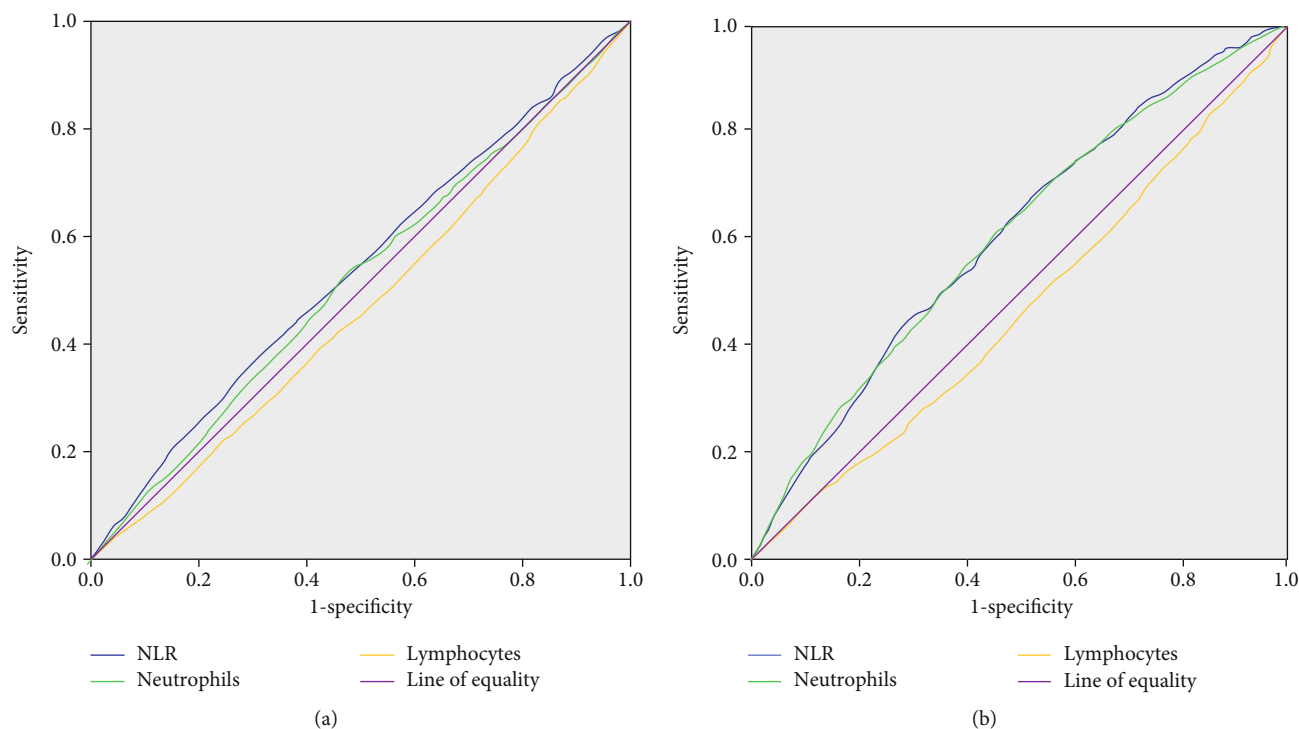 1.0
0.8
0.6
0.4
0.2
0.0
Sensitivity
0.0 0.2 0.4 0.6 0.8 1.0
1-specificity
NLR Lymphocytes
Neutrophils Line of equality
(a)
1.0
0.8
0.6
0.4
0.2
0.0
Sensitivity
0.0 0.2 0.4 0.6 0.8 1.0
1-specificity
NLR Lymphocytes
Neutrophils Line of equality
(b)